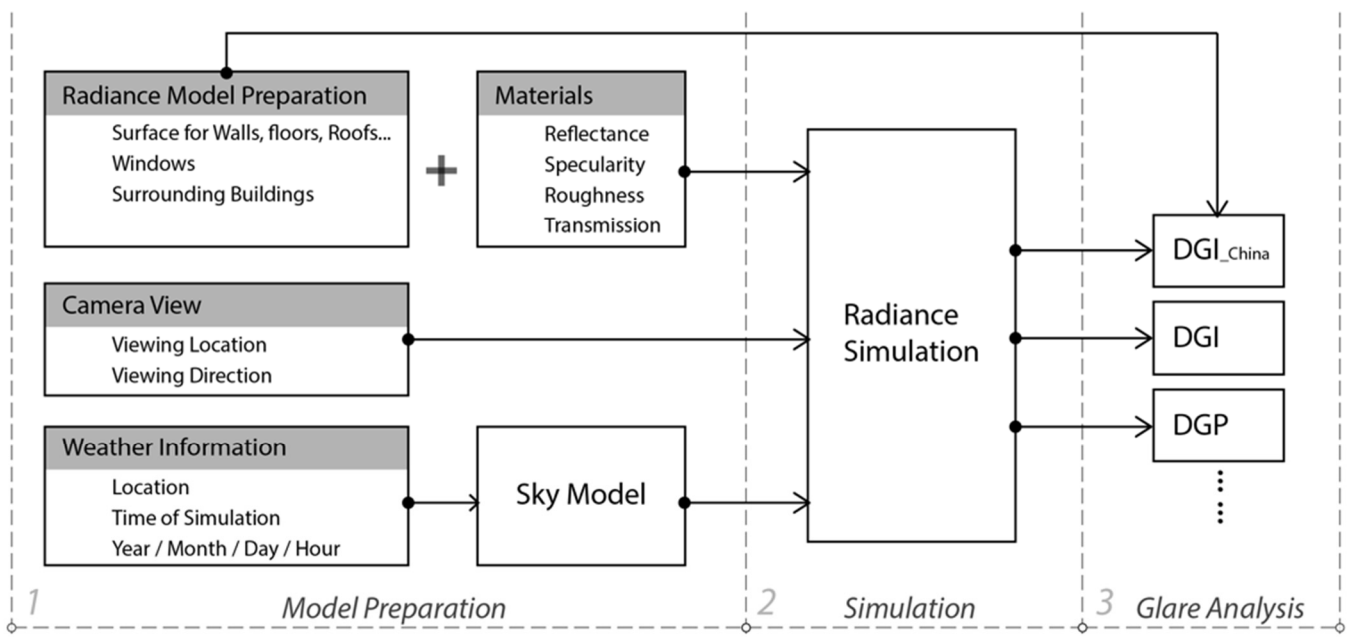 Radiance Model Preparation
Surface for Walls, floors, Roofs...
Windows
Surrounding Buildings
+
Materials
Reflectance
Specularity
Roughness
Transmission
Camera View
Viewing Location
Viewing Direction
Weather Information
Location
Time of Simulation
Year / Month / Day / Hour
Sky Model
Radiance
Simulation
DGI_China
DGI
DGP
1 Model Preparation
2 Simulation
3 Glare Analysis